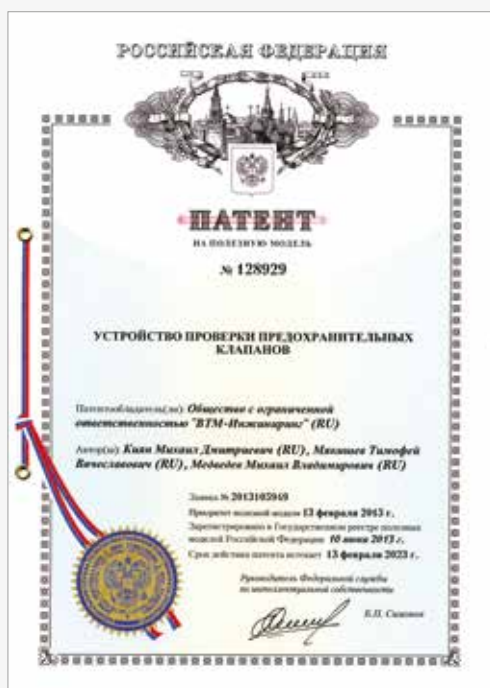 РОССИЙСКАЯ ФЕДЕРАЦИЯ
ПАТЕНТ
НА ПОЛЕЗНУЮ МОДЕЛЬ
№ 128929
УСТРОЙСТВО ПРОВЕРКИ ПРЕДОХРАНИТЕЛЬНЫХ
КЛАПАНОВ
Патентообладатель(ли): Общество с ограниченной
ответственностью "ВТМ-Инжиниринг" (RU)
Автор(ы): Киян Михаил Дмитриевич (RU), Тимофей
Вячеславович (RU), Медведев Михаил Владимирович (RU)
Заявка №
Приоритет полезной модели 13 февраля 2013 г.
Зарегистрировано в Государственном реестре полезных
моделей Российской Федерации 10 июня 2013 г.
Срок действия патента истекает 13 февраля 2023 г.
Руководитель Федеральной службы
по интеллектуальной собственности
Б.П. Симонов